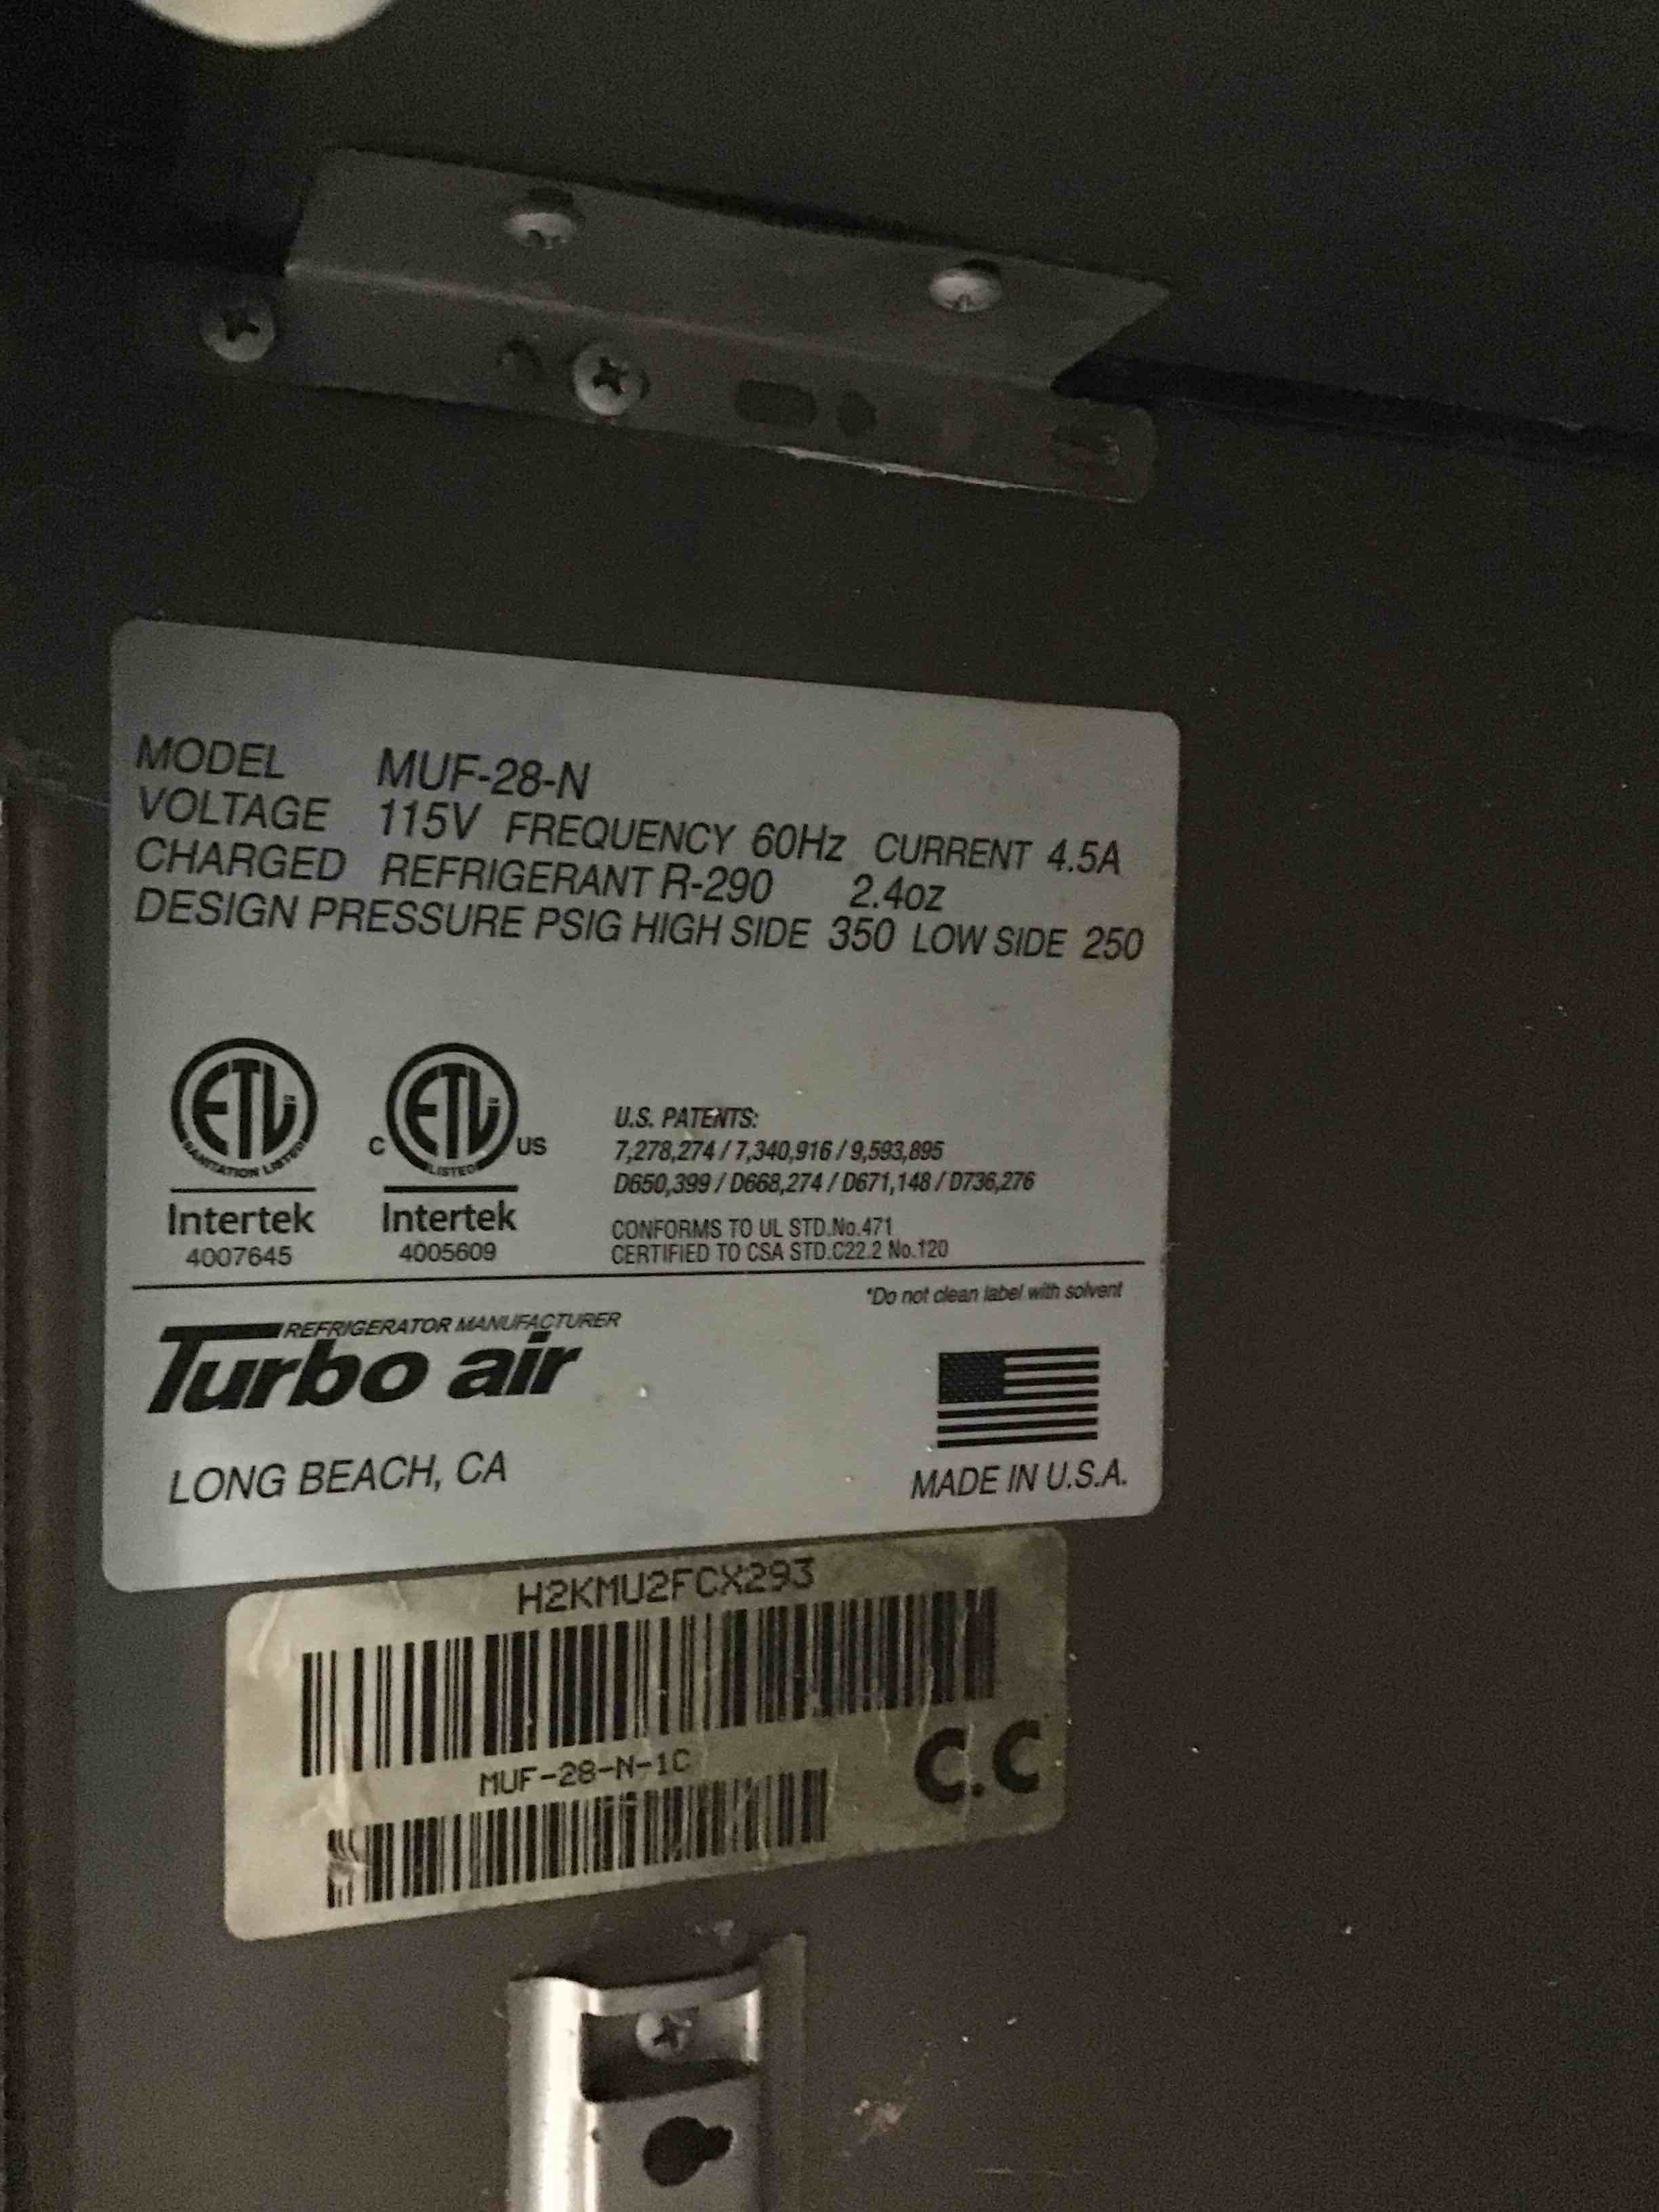 MODEL MUF-28-N
VOLTAGE 115V FREQUENCY 60Hz CURRENT 4.5A
CHARGED REFRIGERANT R-290 2.4oz
DESIGN PRESSURE PSIG HIGH SIDE 350 LOW SIDE 250
ETL ETL
SANITATION LISTED C LISTED US
Intertek Intertek
4007645 4005609
U.S. PATENTS:
7,278,274 / 7,340,916 / 9,593,895
D650,399 / D668,274 / D671,148 / D736,276
CONFORMS TO UL STD.No.471
CERTIFIED TO CSA STD.C22.2 No.120
*Do not clean label with solvent
REFRIGERATOR MANUFACTURER
Turbo air
LONG BEACH, CA
MADE IN U.S.A.
H2KMU2FCX293
MUF-28-N-1C
C.C